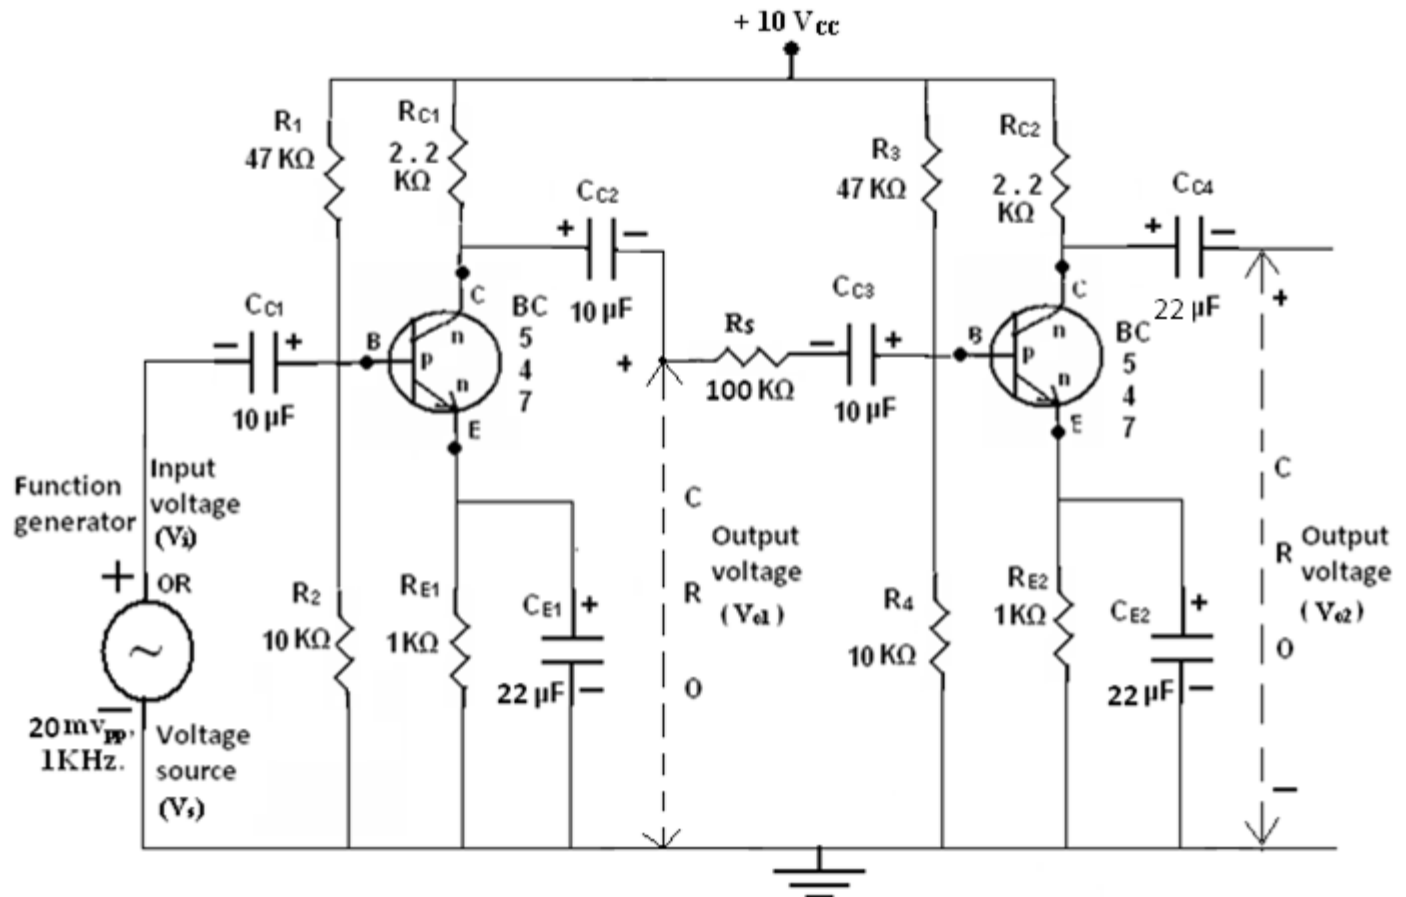 + 10 VCC
R1
47 KΩ
RC1
2.2
KΩ
CC2
+
−
10 µF
R3
47 KΩ
RC2
2.2
KΩ
CC4
+
−
22 µF
CC1
−
+
10 µF
B
C
n
P
n
E
BC
5
4
7
+
RS
100 KΩ
CC3
−
+
10 µF
B
C
n
P
n
E
BC
5
4
7
+
Function
generator
Input
voltage
(Vi)
+
OR
~
−
20 mvpp,
1KHz.
Voltage
source
(Vs)
R2
10 KΩ
RE1
1KΩ
CE1
+
22 µF
−
C
R
O
Output
voltage
(Vo1)
R4
10 KΩ
RE2
1KΩ
CE2
+
22 µF
−
C
R
O
−
Output
voltage
(Vo2)